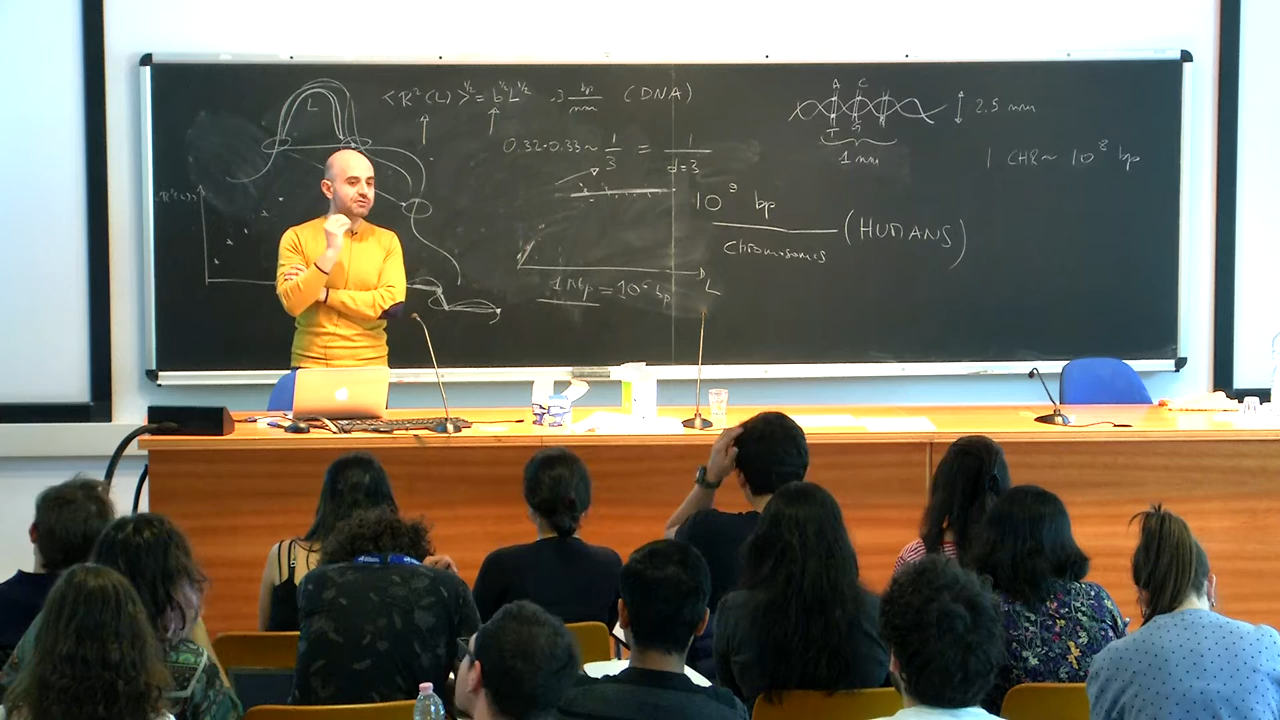 L
<R²(L)>^½ = b^½ L^½
.3 bp/nm (DNA)
0.32·0.33 ~ 1/3 = 1/d=3
L
1 Mbp = 10⁶ bp
10⁹ bp
chromosomes
(HUMANS)
A C
T G
2.5 nm
1 nm
1 CHR ~ 10⁸ bp